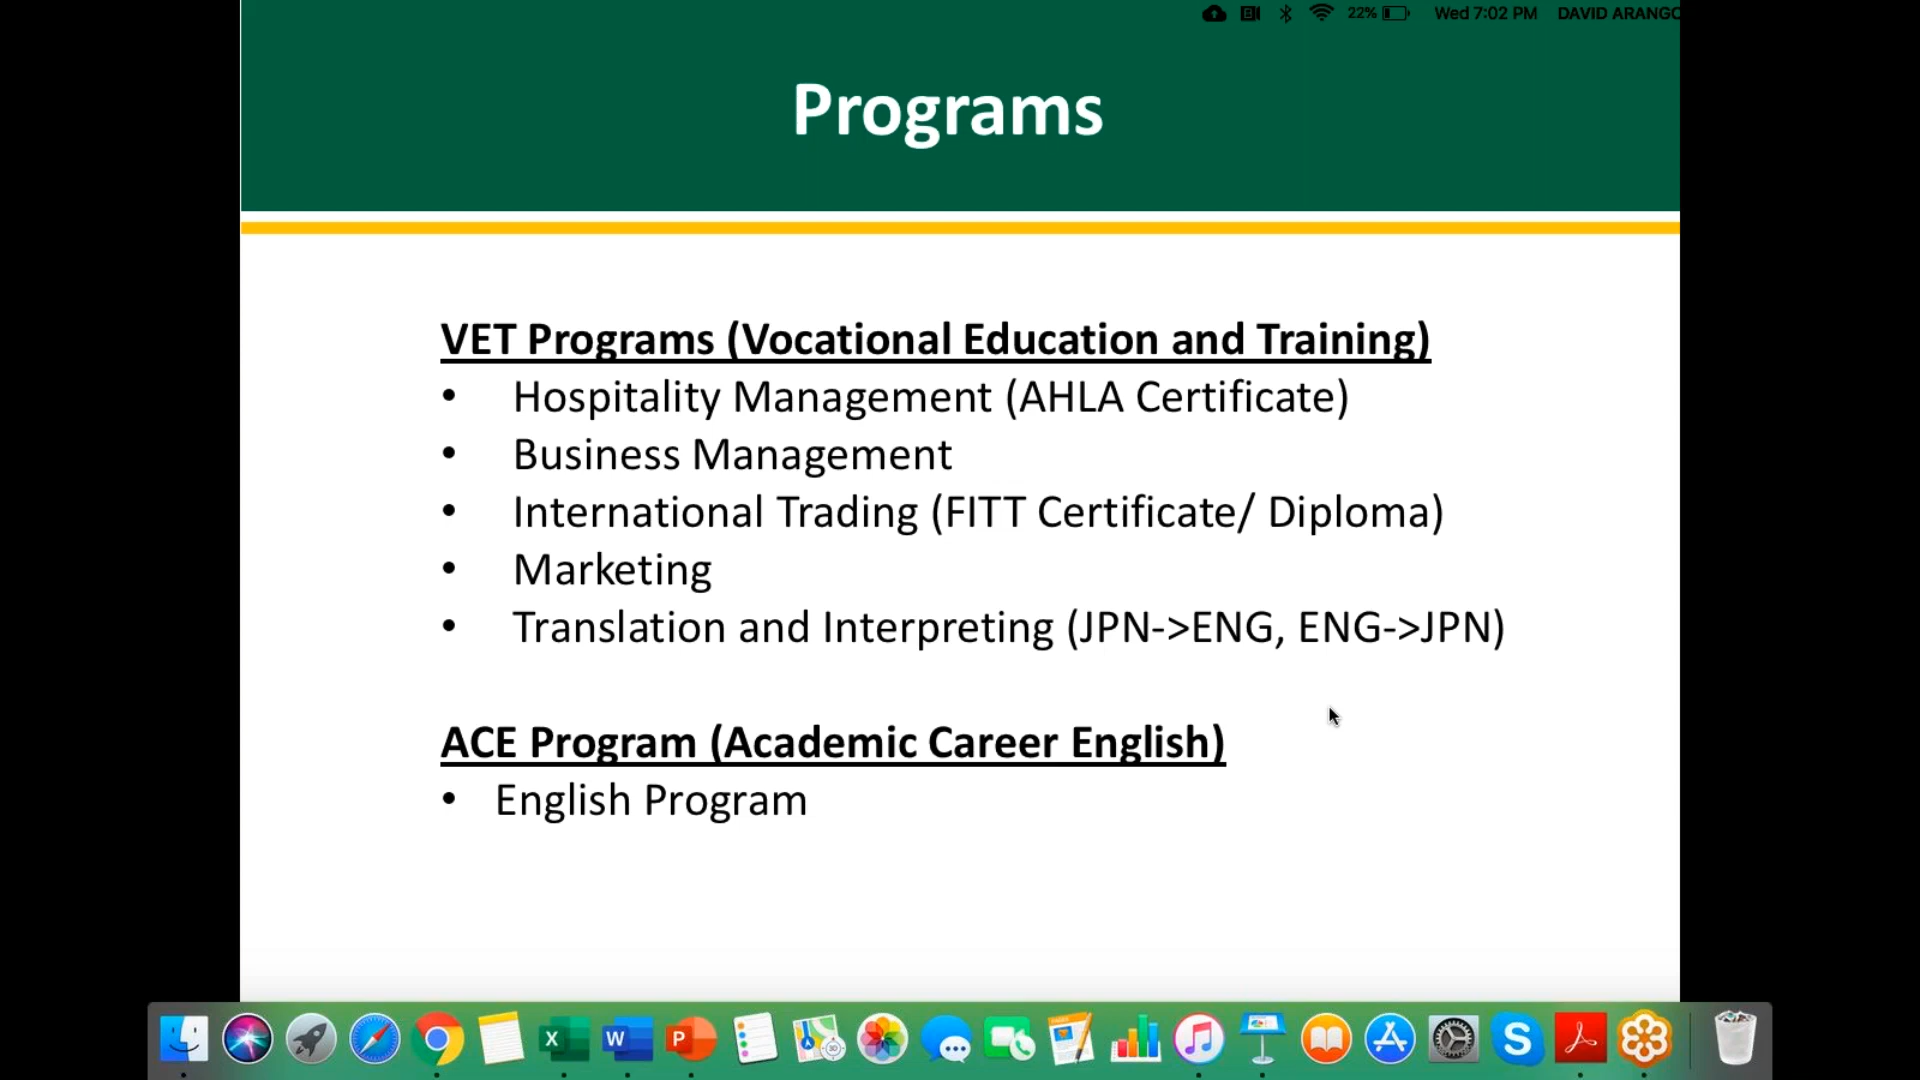 22% Wed 7:02 PM DAVID ARANGO
Programs
VET Programs (Vocational Education and Training)
• Hospitality Management (AHLA Certificate)
• Business Management
• International Trading (FITT Certificate/ Diploma)
• Marketing
• Translation and Interpreting (JPN->ENG, ENG->JPN)
ACE Program (Academic Career English)
• English Program